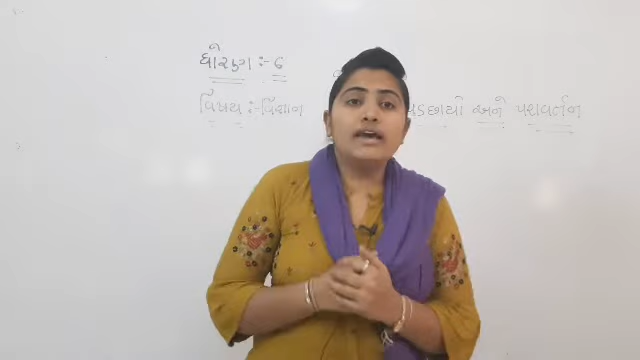 ધોરણ :- 6
વિષય :- વિજ્ઞાન પડછાયો અને પરાવર્તન